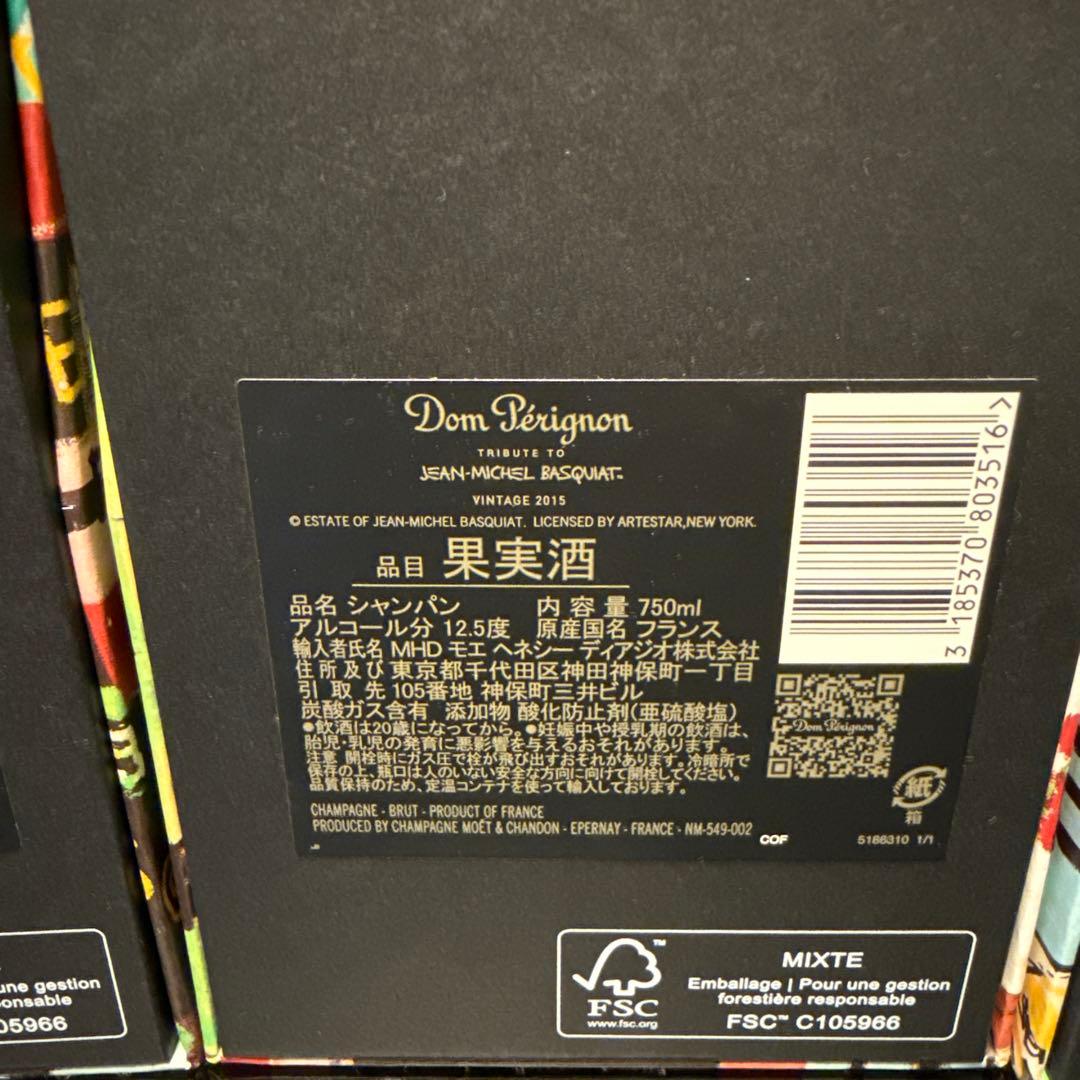 Dom Pérignon
TRIBUTE TO
JEAN-MICHEL BASQUIAT
VINTAGE 2015
© ESTATE OF JEAN-MICHEL BASQUIAT. LICENSED BY ARTESTAR,NEW YORK.
品目 果実酒
品名 シャンパン 内容量 750ml
アルコール分 12.5度 原産国名 フランス
輸入者氏名 MHD モエ ヘネシー ディアジオ株式会社
住所及び 東京都千代田区神田神保町一丁目
引取先 105番地 神保町三井ビル
炭酸ガス含有 添加物 酸化防止剤(亜硫酸塩)
●飲酒は20歳になってから。●妊娠中や授乳期の飲酒は、
胎児・乳児の発育に悪影響を与えるおそれがあります。
注意 開栓時にガス圧で栓が飛び出すおそれがあります。冷暗所で
保存の上、瓶口は人のいない安全な方向に向けて開栓してください。
品質保持のため、定温コンテナを使って輸入しております。
CHAMPAGNE - BRUT - PRODUCT OF FRANCE
PRODUCED BY CHAMPAGNE MOËT & CHANDON - EPERNAY - FRANCE - NM-549-002
COF
5186310 1/1
3 185370 803516 >
Dom Pérignon
紙
箱
FSC™
www.fsc.org
MIXTE
Emballage | Pour une gestion
forestière responsable
FSC™ C105966
une gestion
onsable
05966